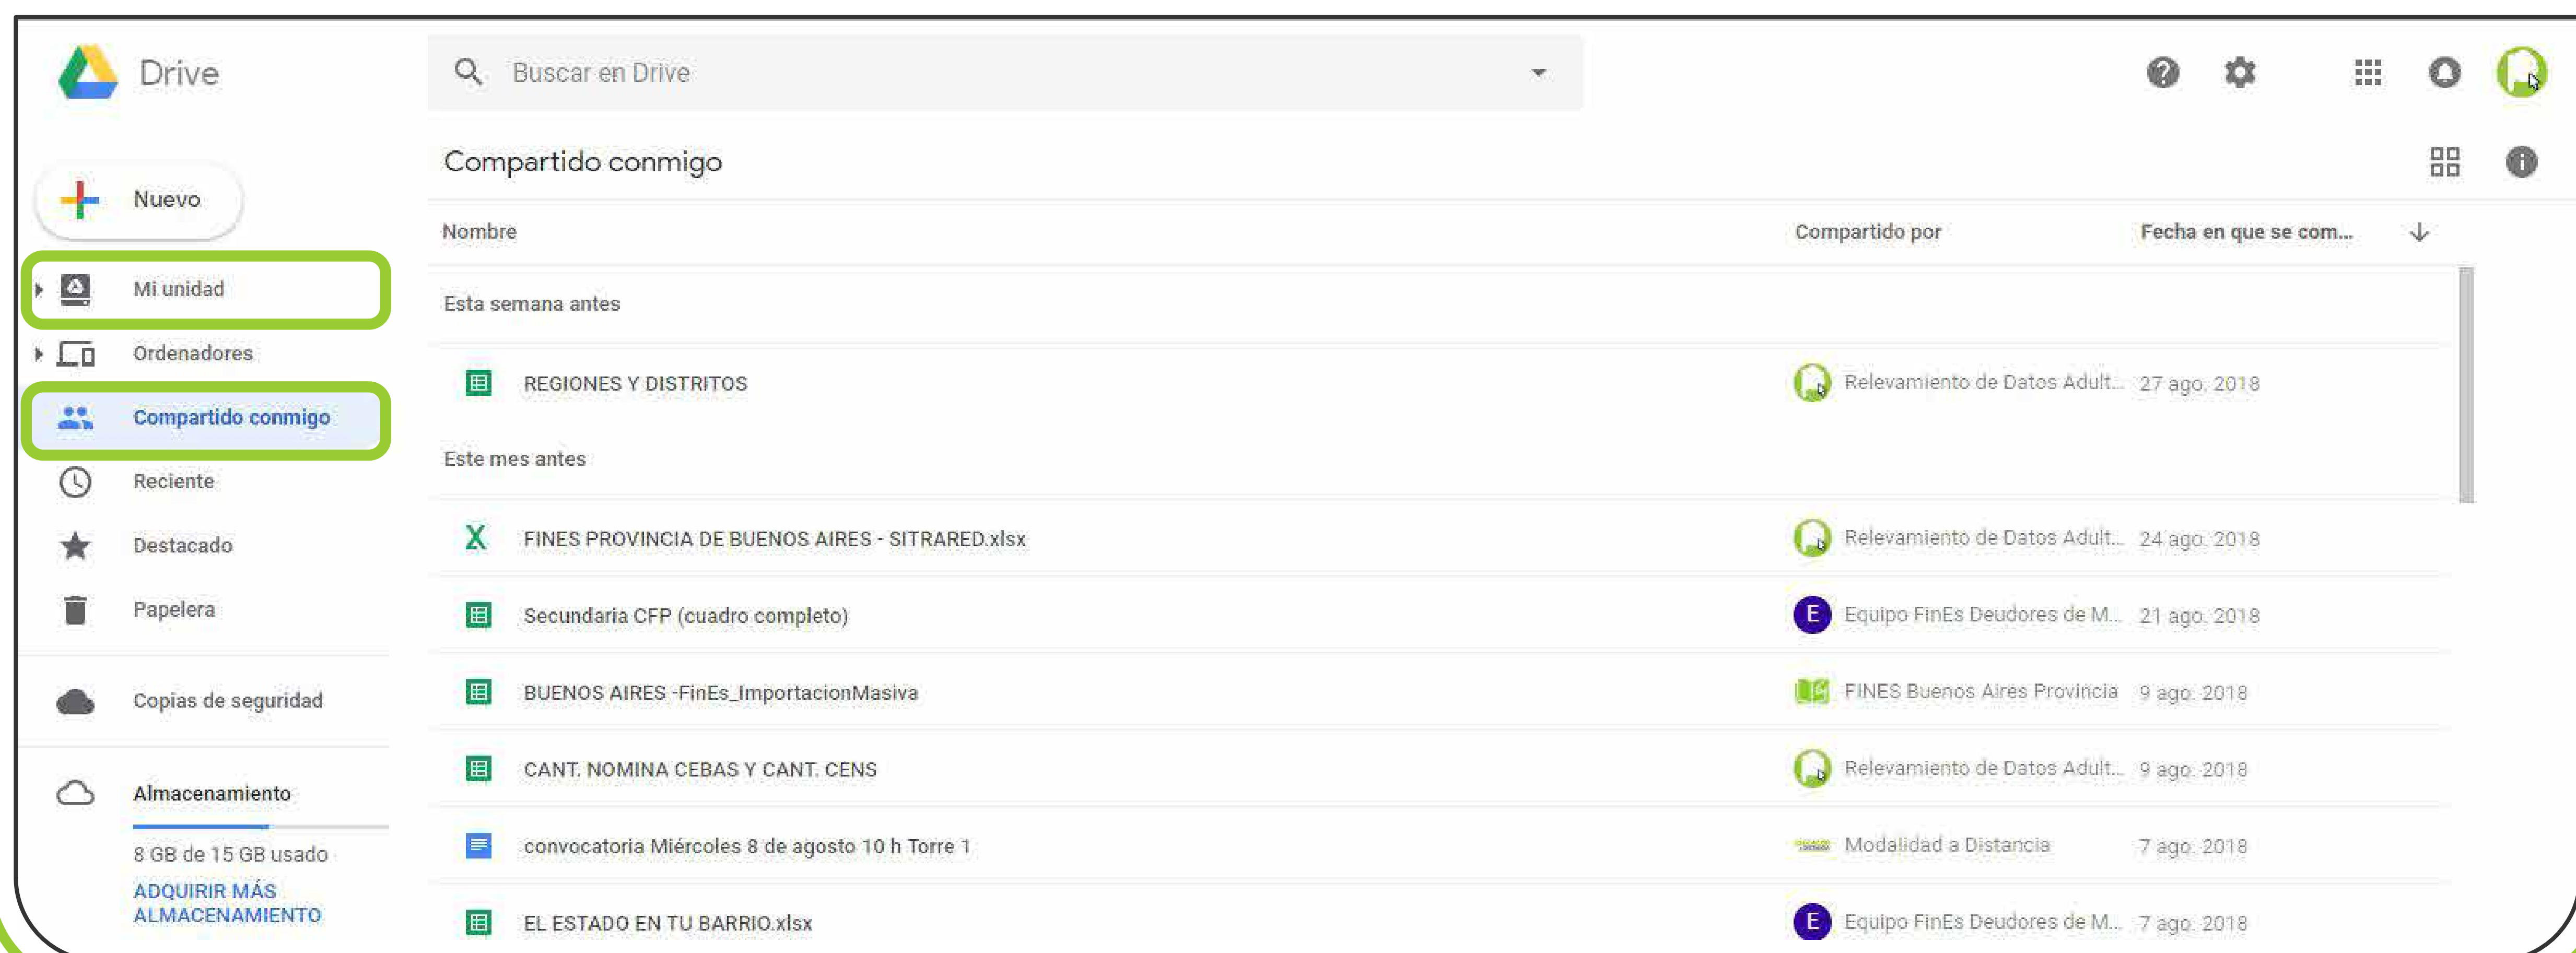 Drive
Buscar en Drive
Compartido conmigo
Nuevo
Nombre
Compartido por
Fecha en que se com...
Mi unidad
Esta semana antes
Ordenadores
REGIONES Y DISTRITOS
Relevamiento de Datos Adult...
27 ago. 2018
Compartido conmigo
Este mes antes
Reciente
Destacado
FINES PROVINCIA DE BUENOS AIRES - SITRARED.xlsx
Relevamiento de Datos Adult...
24 ago. 2018
Papelera
Secundaria CFP (cuadro completo)
E
Equipo FinEs Deudores de M...
21 ago. 2018
Copias de seguridad
BUENOS AIRES -FinEs_ImportacionMasiva
FINES Buenos Aires Provincia
9 ago. 2018
CANT. NOMINA CEBAS Y CANT. CENS
Relevamiento de Datos Adult...
9 ago. 2018
Almacenamiento
8 GB de 15 GB usado
convocatoria Miércoles 8 de agosto 10 h Torre 1
Modalidad a Distancia
7 ago. 2018
ADQUIRIR MÁS
ALMACENAMIENTO
EL ESTADO EN TU BARRIO.xlsx
E
Equipo FinEs Deudores de M...
7 ago. 2018